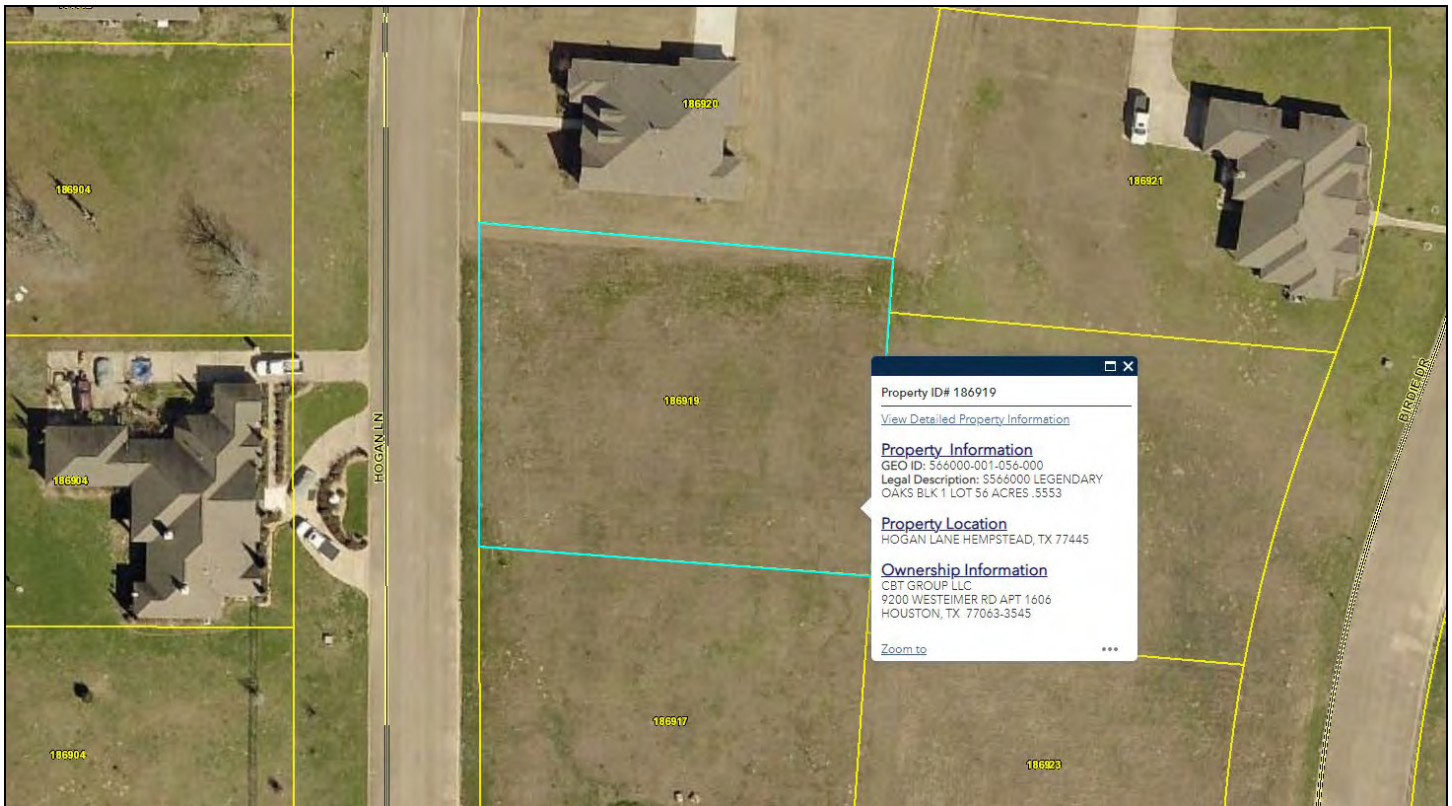 186920
186904
186921
Property ID# 186919
View Detailed Property Information
186919
BIRDIE DR
HOGAN LN
Property Information
GEO ID: 566000-001-056-000
Legal Description: S566000 LEGENDARY
OAKS BLK 1 LOT 56 ACRES .5553
186904
Property Location
HOGAN LANE HEMPSTEAD, TX 77445
Ownership Information
CBT GROUP LLC
9200 WESTEIMER RD APT 1606
HOUSTON, TX 77063-3545
Zoom to
186917
186904
186923